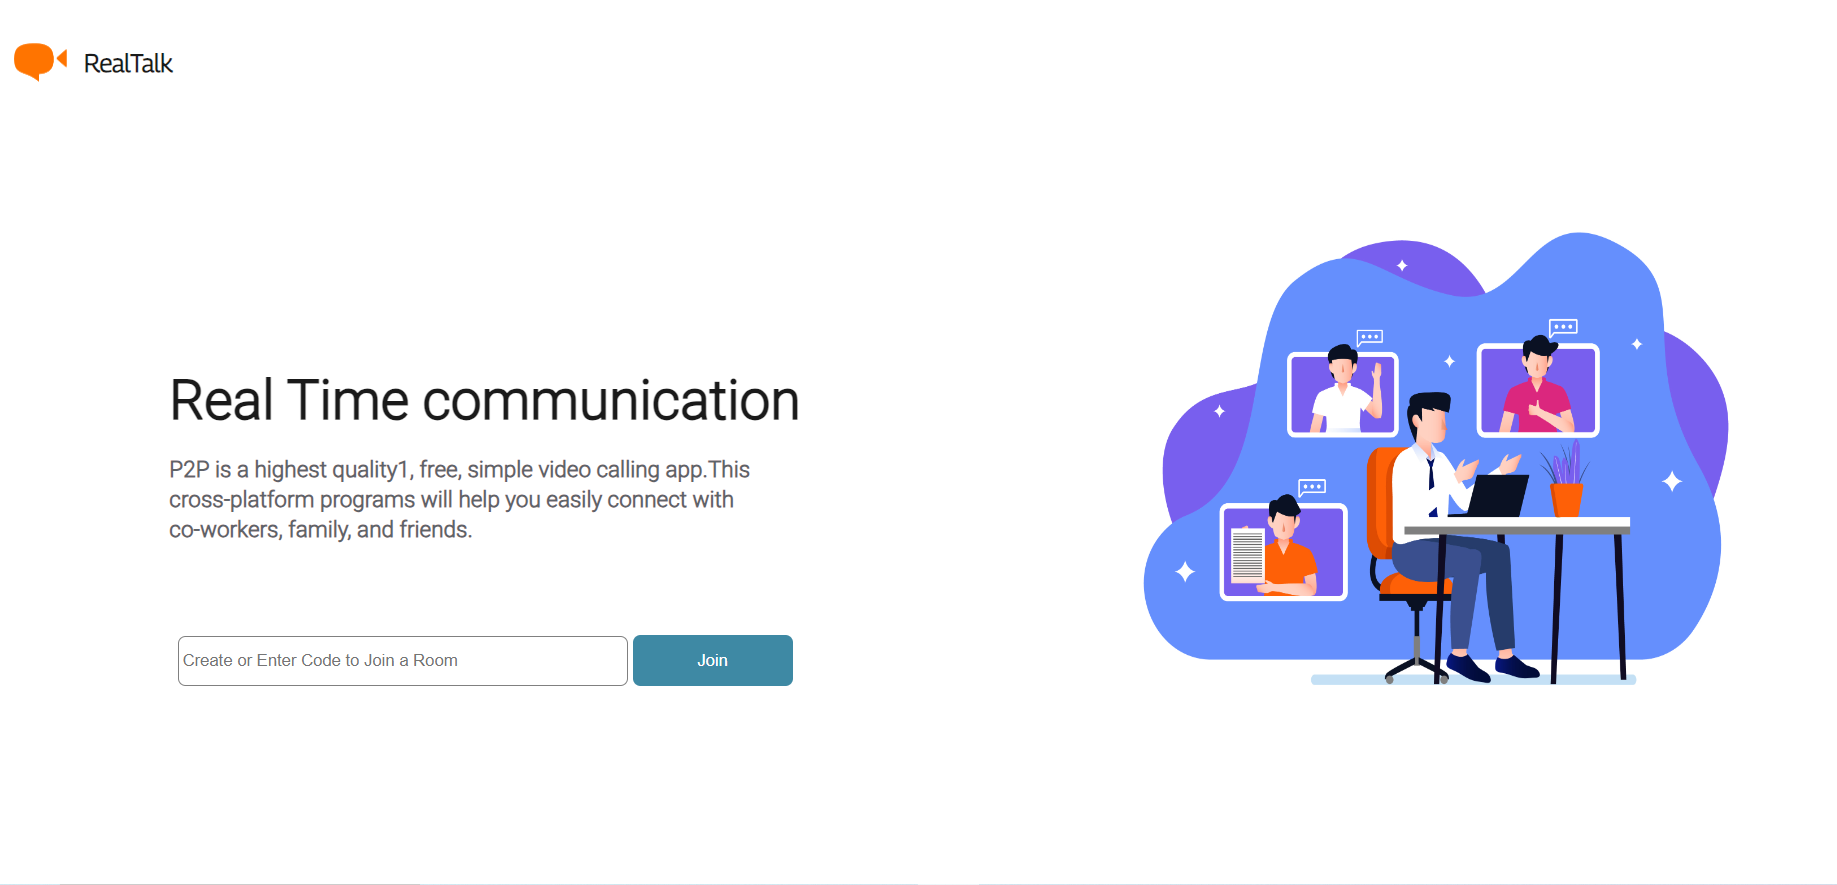 RealTalk
Real Time communication
P2P is a highest quality1, free, simple video calling app.This
cross-platform programs will help you easily connect with
co-workers, family, and friends.
Create or Enter Code to Join a Room
Join